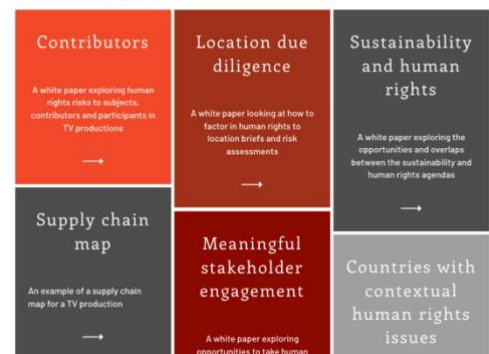 Contributors
A white paper exploring human
rights risks to subjects,
contributors and participants in
TV productions
Location due
diligence
A white paper looking at how to
factor in human rights to
location briefs and risk
assessments
Sustainability
and human
rights
A white paper exploring the
opportunities and overlaps
between the sustainability and
human rights agendas
Supply chain
map
An example of a supply chain
map for a TV production
Meaningful
stakeholder
engagement
A white paper exploring
opportunities to take human
Countries with
contextual
human rights
issues